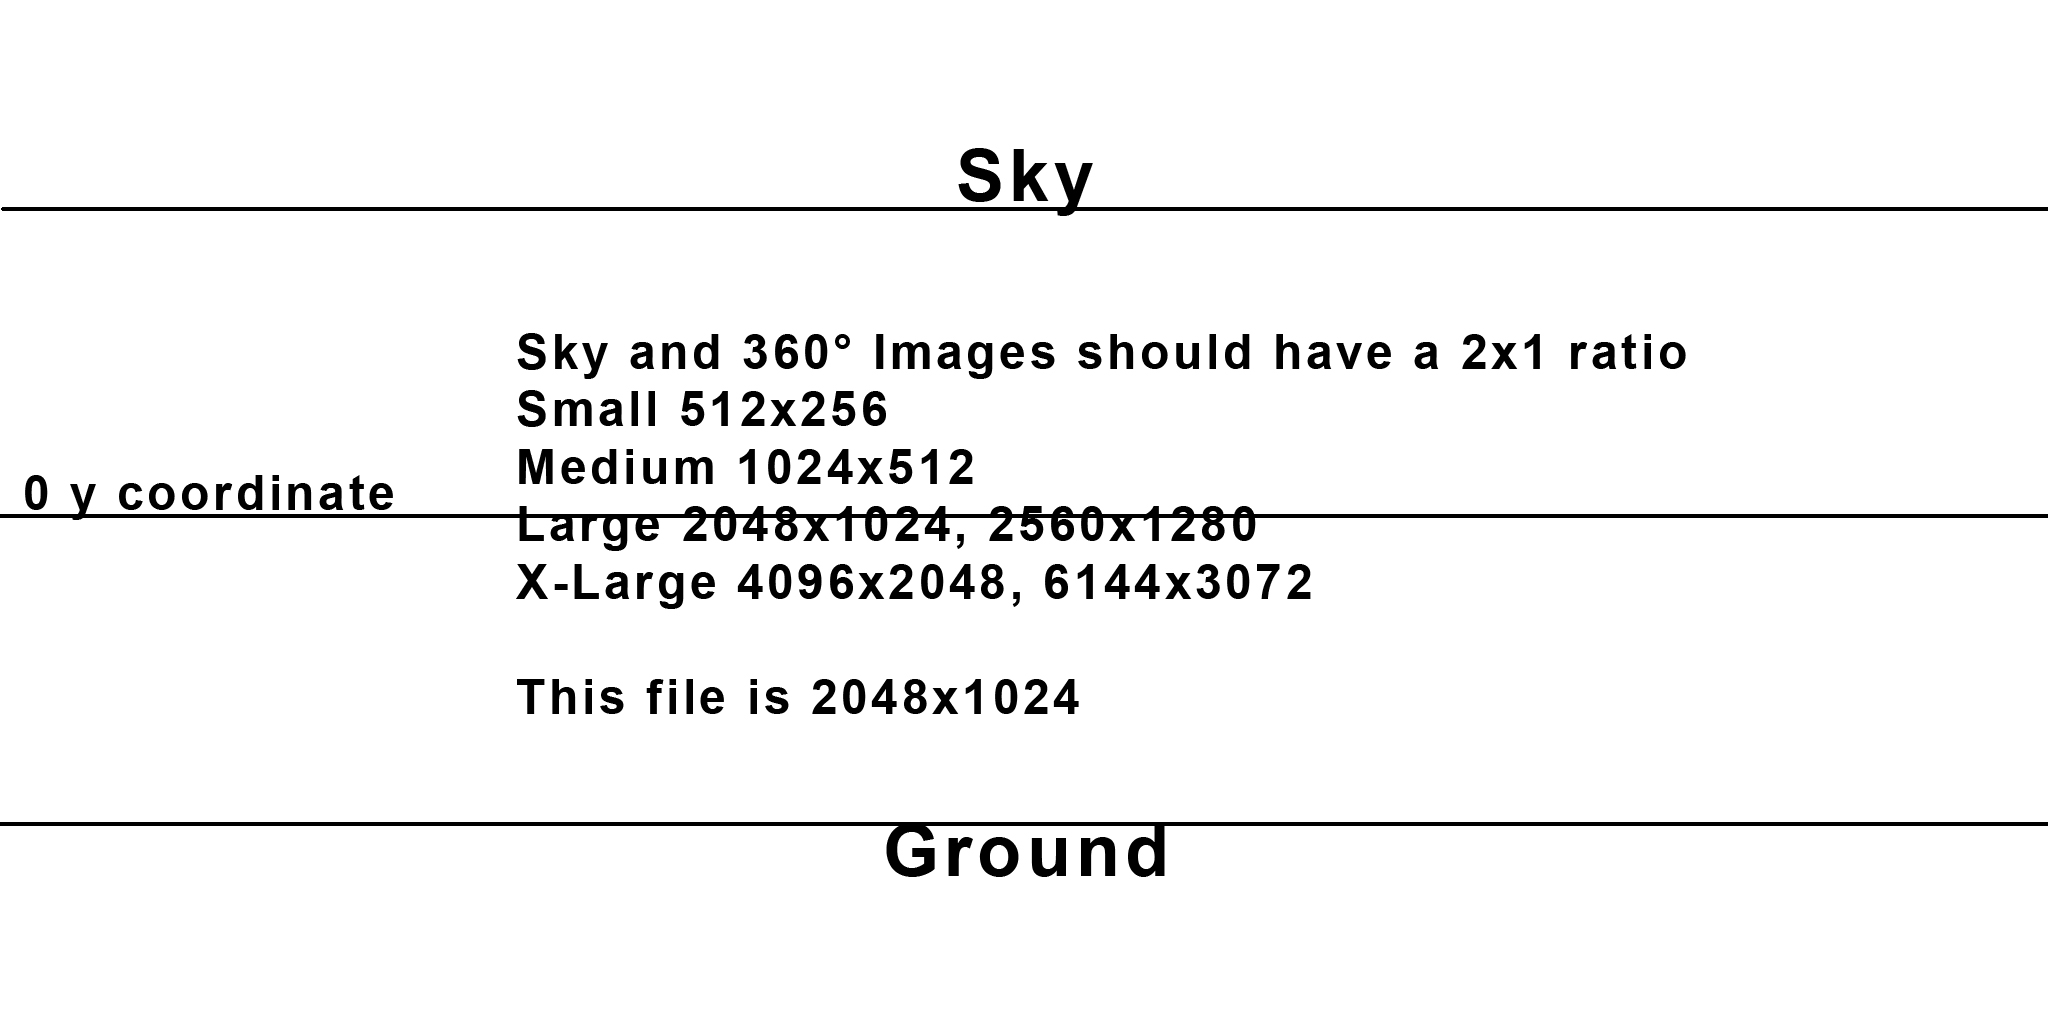 Sky
Sky and 360° Images should have a 2x1 ratio
Small 512x256
Medium 1024x512
0 y coordinate
Large 2048x1024, 2560x1280
X-Large 4096x2048, 6144x3072
This file is 2048x1024
Ground